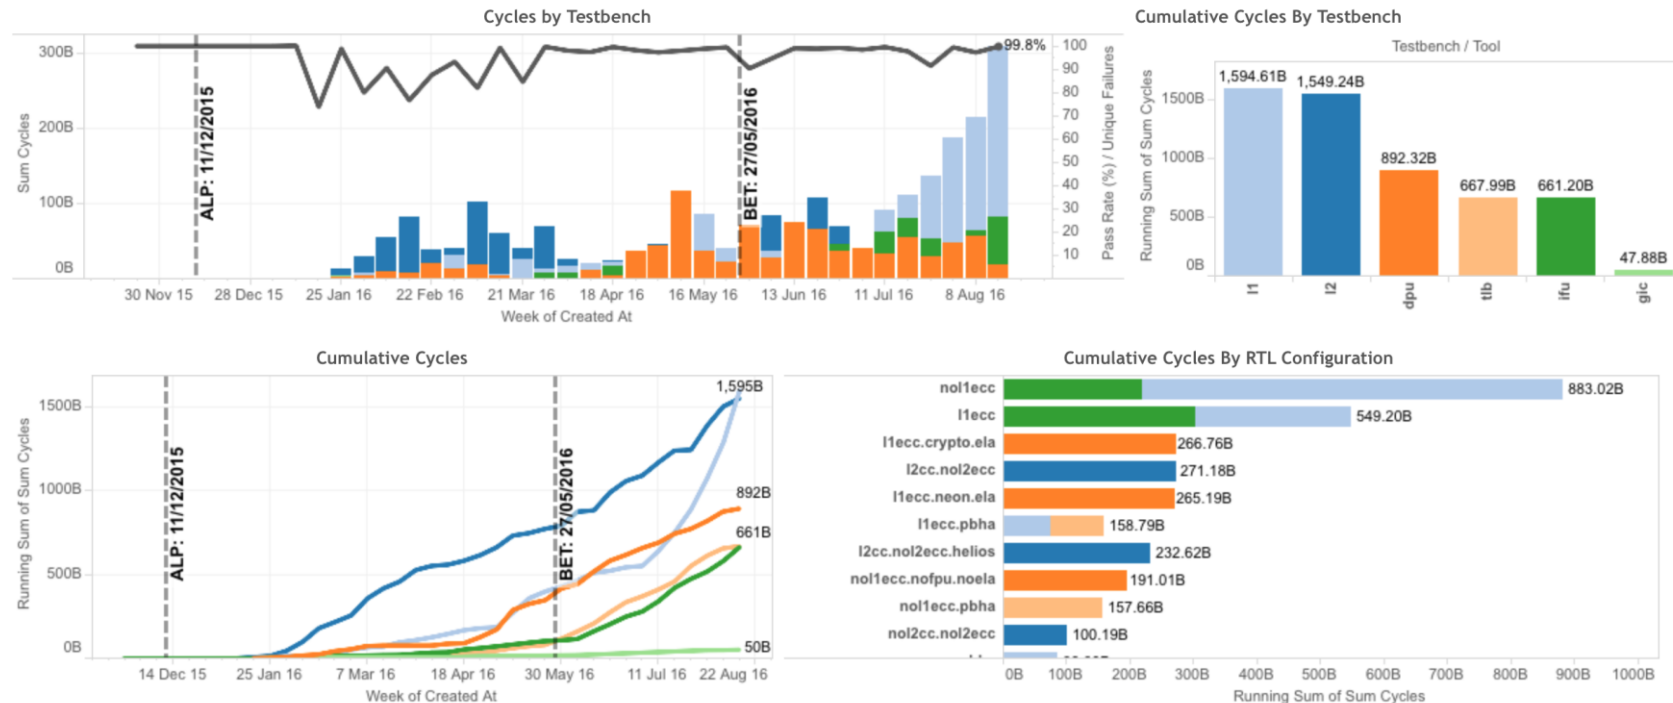 Cycles by Testbench
300B
200B
100B
0B
Sum Cycles
ALP: 11/12/2015
BET: 27/05/2016
99.8%
100
90
80
70
60
50
40
30
20
10
Pass Rate (%) / Unique Failures
30 Nov 15 28 Dec 15 25 Jan 16 22 Feb 16 21 Mar 16 18 Apr 16 16 May 16 13 Jun 16 11 Jul 16 8 Aug 16
Week of Created At
Cumulative Cycles By Testbench
Testbench / Tool
Running Sum of Sum Cycles
1500B
1000B
500B
0B
1,594.61B
1,549.24B
892.32B
667.99B
661.20B
47.88B
l1 l2 dpu tlb ifu gic
Cumulative Cycles
Running Sum of Sum Cycles
1500B
1000B
500B
0B
ALP: 11/12/2015
BET: 27/05/2016
1,595B
892B
661B
50B
14 Dec 15 25 Jan 16 7 Mar 16 18 Apr 16 30 May 16 11 Jul 16 22 Aug 16
Week of Created At
Cumulative Cycles By RTL Configuration
nol1ecc 883.02B
l1ecc 549.20B
l1ecc.crypto.ela 266.76B
l2cc.nol2ecc 271.18B
l1ecc.neon.ela 265.19B
l1ecc.pbha 158.79B
l2cc.nol2ecc.helios 232.62B
nol1ecc.nofpu.noela 191.01B
nol1ecc.pbha 157.66B
nol2cc.nol2ecc 100.19B
0B 100B 200B 300B 400B 500B 600B 700B 800B 900B 1000B
Running Sum of Sum Cycles